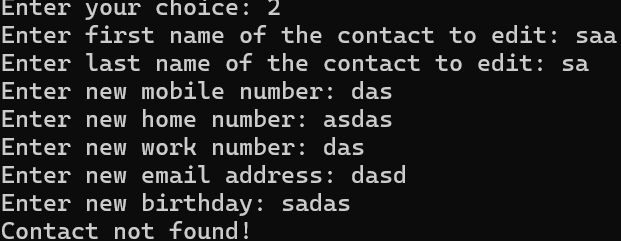 Enter your choice: 2
Enter first name of the contact to edit: saa
Enter last name of the contact to edit: sa
Enter new mobile number: das
Enter new home number: asdas
Enter new work number: das
Enter new email address: dasd
Enter new birthday: sadas
Contact not found!